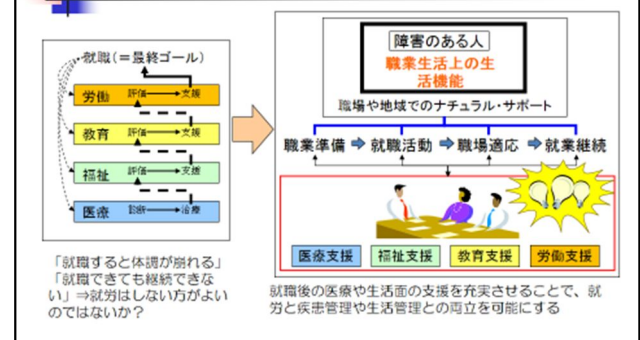 就職(＝最終ゴール)
労働 評価 支援
教育 評価 支援
福祉 評価 支援
医療 診断 治療
「就職すると体調が崩れる」
「就職できても継続できな
い」⇒就労はしない方がよい
のではないか？
障害のある人
職業生活上の生
活機能
職場や地域でのナチュラル・サポート
職業準備 就職活動 職場適応 就業継続
医療支援 福祉支援 教育支援 労働支援
就職後の医療や生活面の支援を充実させることで、就
労と疾患管理や生活管理との両立を可能にする